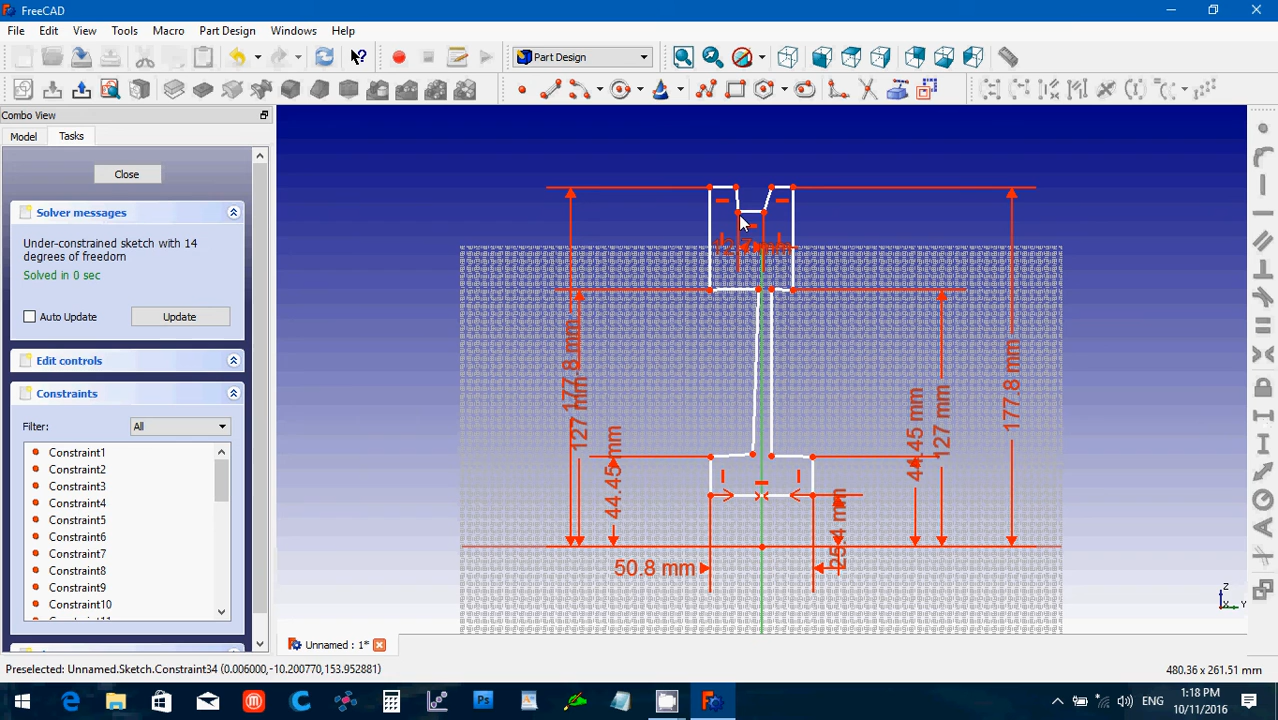 FreeCAD
File Edit View Tools Macro Part Design Windows Help
Part Design
Combo View
Model Tasks
Close
Solver messages
Under-constrained sketch with 14
degrees of freedom
Solved in 0 sec
Auto Update
Update
Edit controls
Constraints
Filter: All
Constraint1
Constraint2
Constraint3
Constraint4
Constraint5
Constraint6
Constraint7
Constraint8
Constraint9
Constraint10
177.8 mm
127 mm
44.45 mm
50.8 mm
25.4 mm
44.45 mm
127 mm
177.8 mm
Z
X Y
Unnamed : 1*
Preselected: Unnamed.Sketch.Constraint34 (0.006000,-10.200770,153.952881)
480.36 x 261.51 mm
Ps
ENG
1:18 PM
10/11/2016